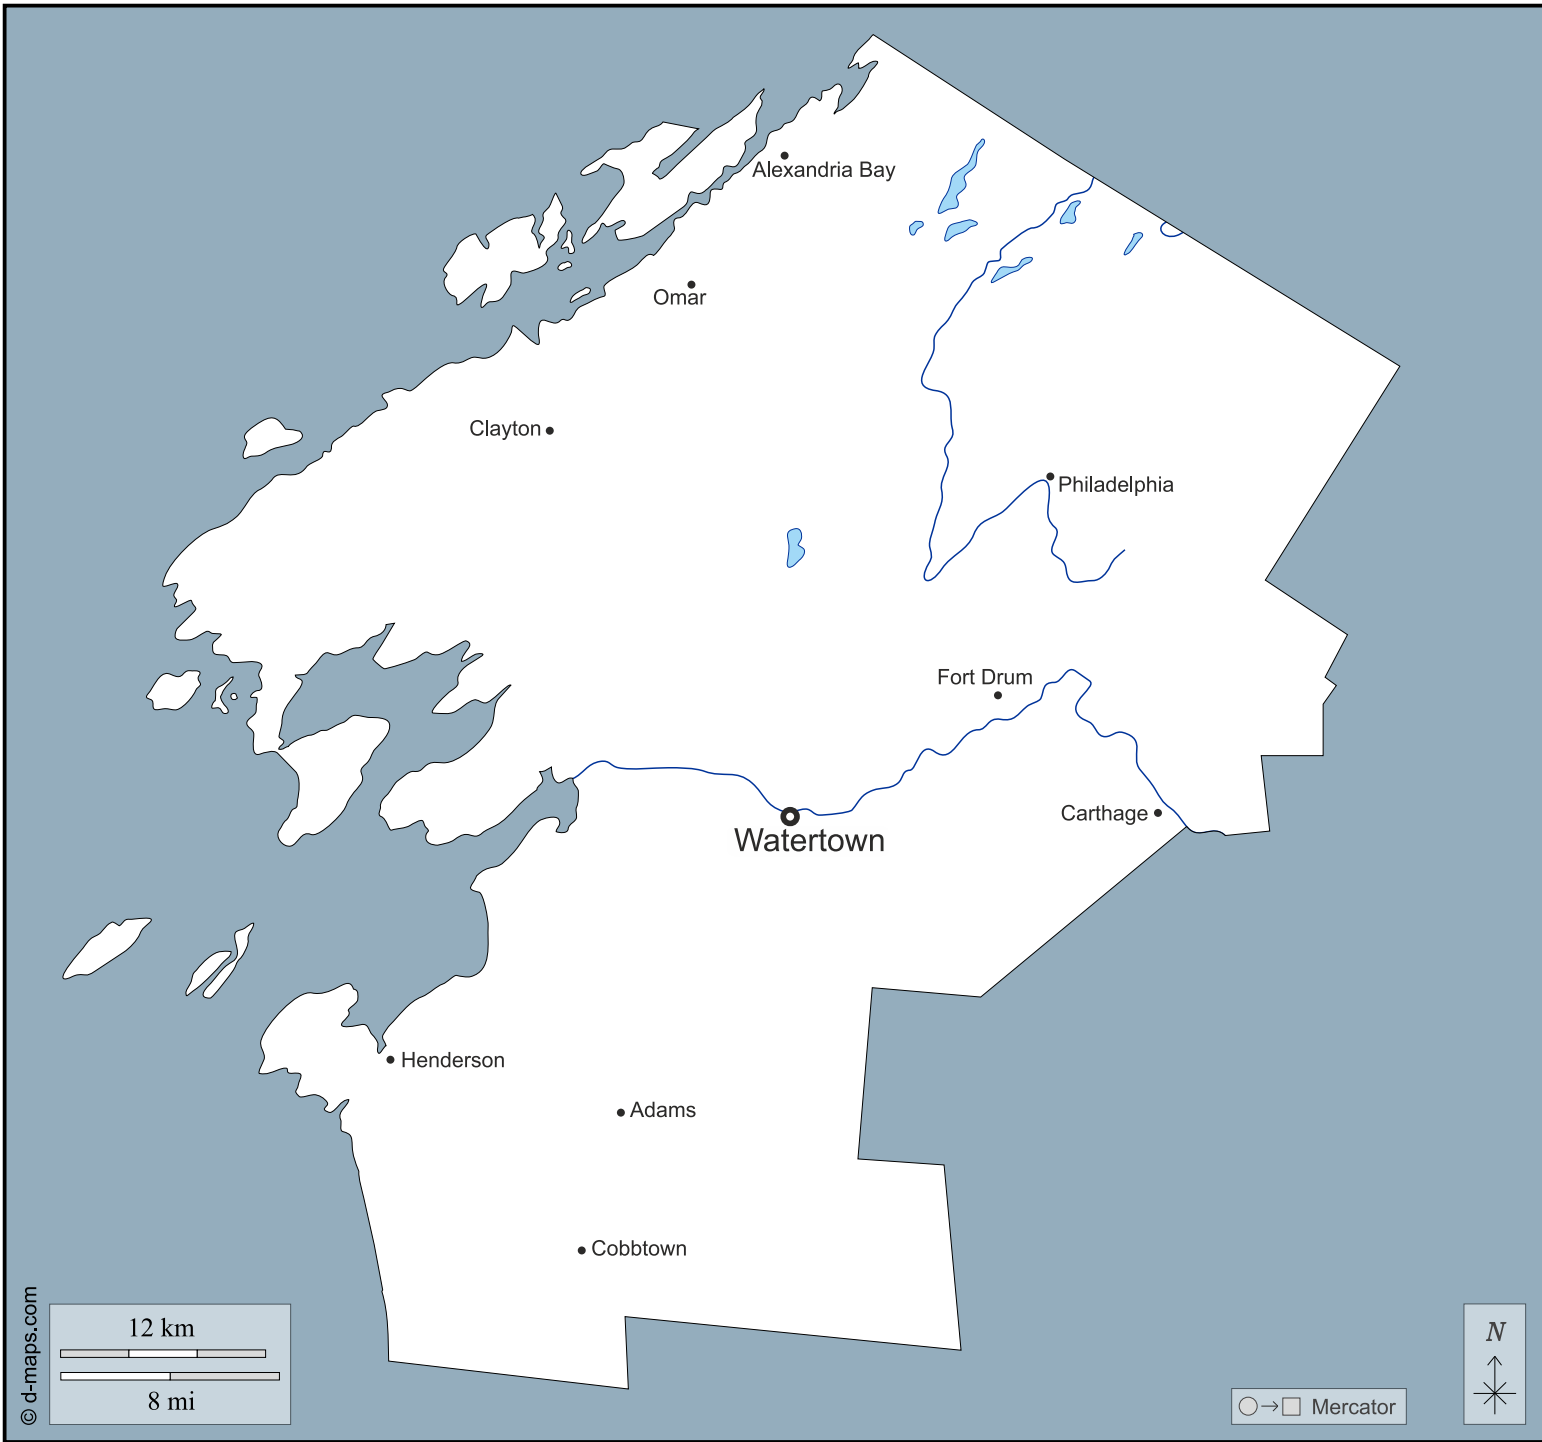 Alexandria Bay
Omar
Clayton
Philadelphia
Fort Drum
Carthage
Watertown
Henderson
Adams
Cobbtown
© d-maps.com
12 km
8 mi
N
Mercator